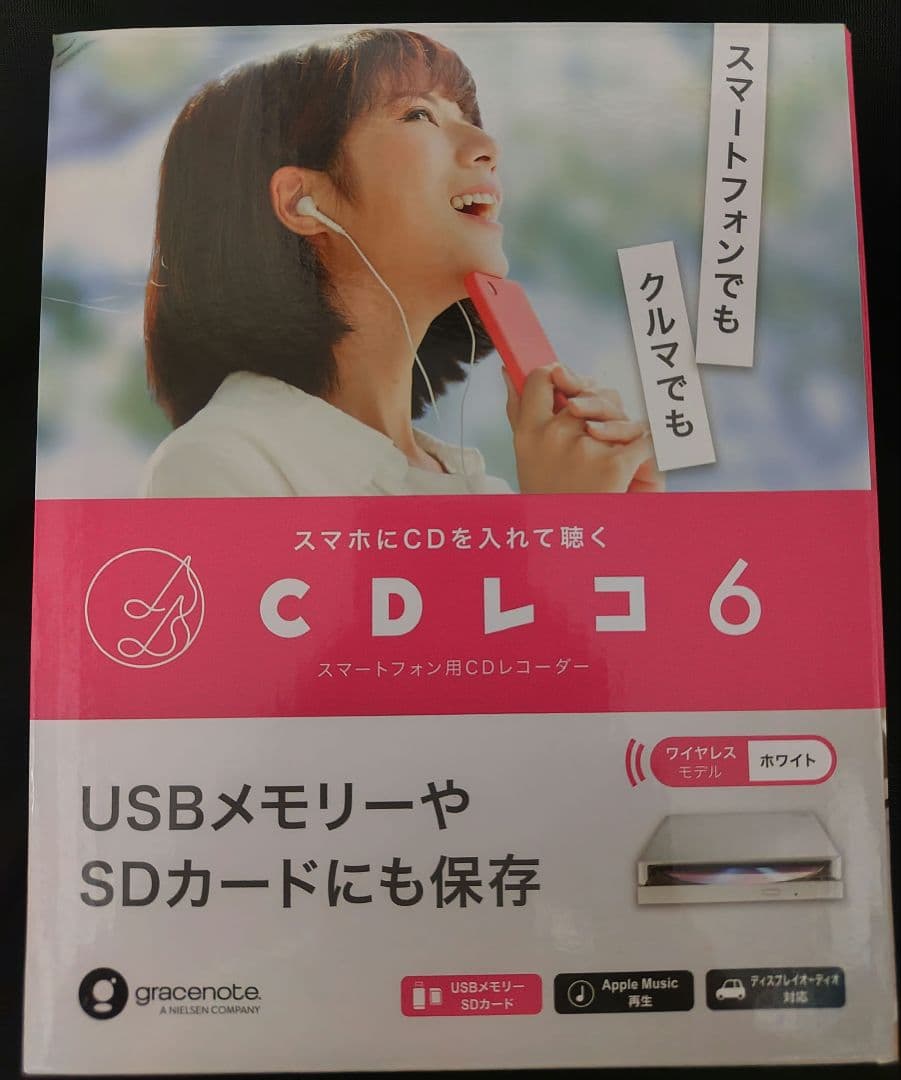 スマートフォンでも
クルマでも
スマホにCDを入れて聴く
CDレコ6
スマートフォン用CDレコーダー
ワイヤレス
モデル
ホワイト
USBメモリーや
SDカードにも保存
gracenote.
A NIELSEN COMPANY
USBメモリー
SDカード
Apple Music
再生
ディスプレイオーディオ
対応